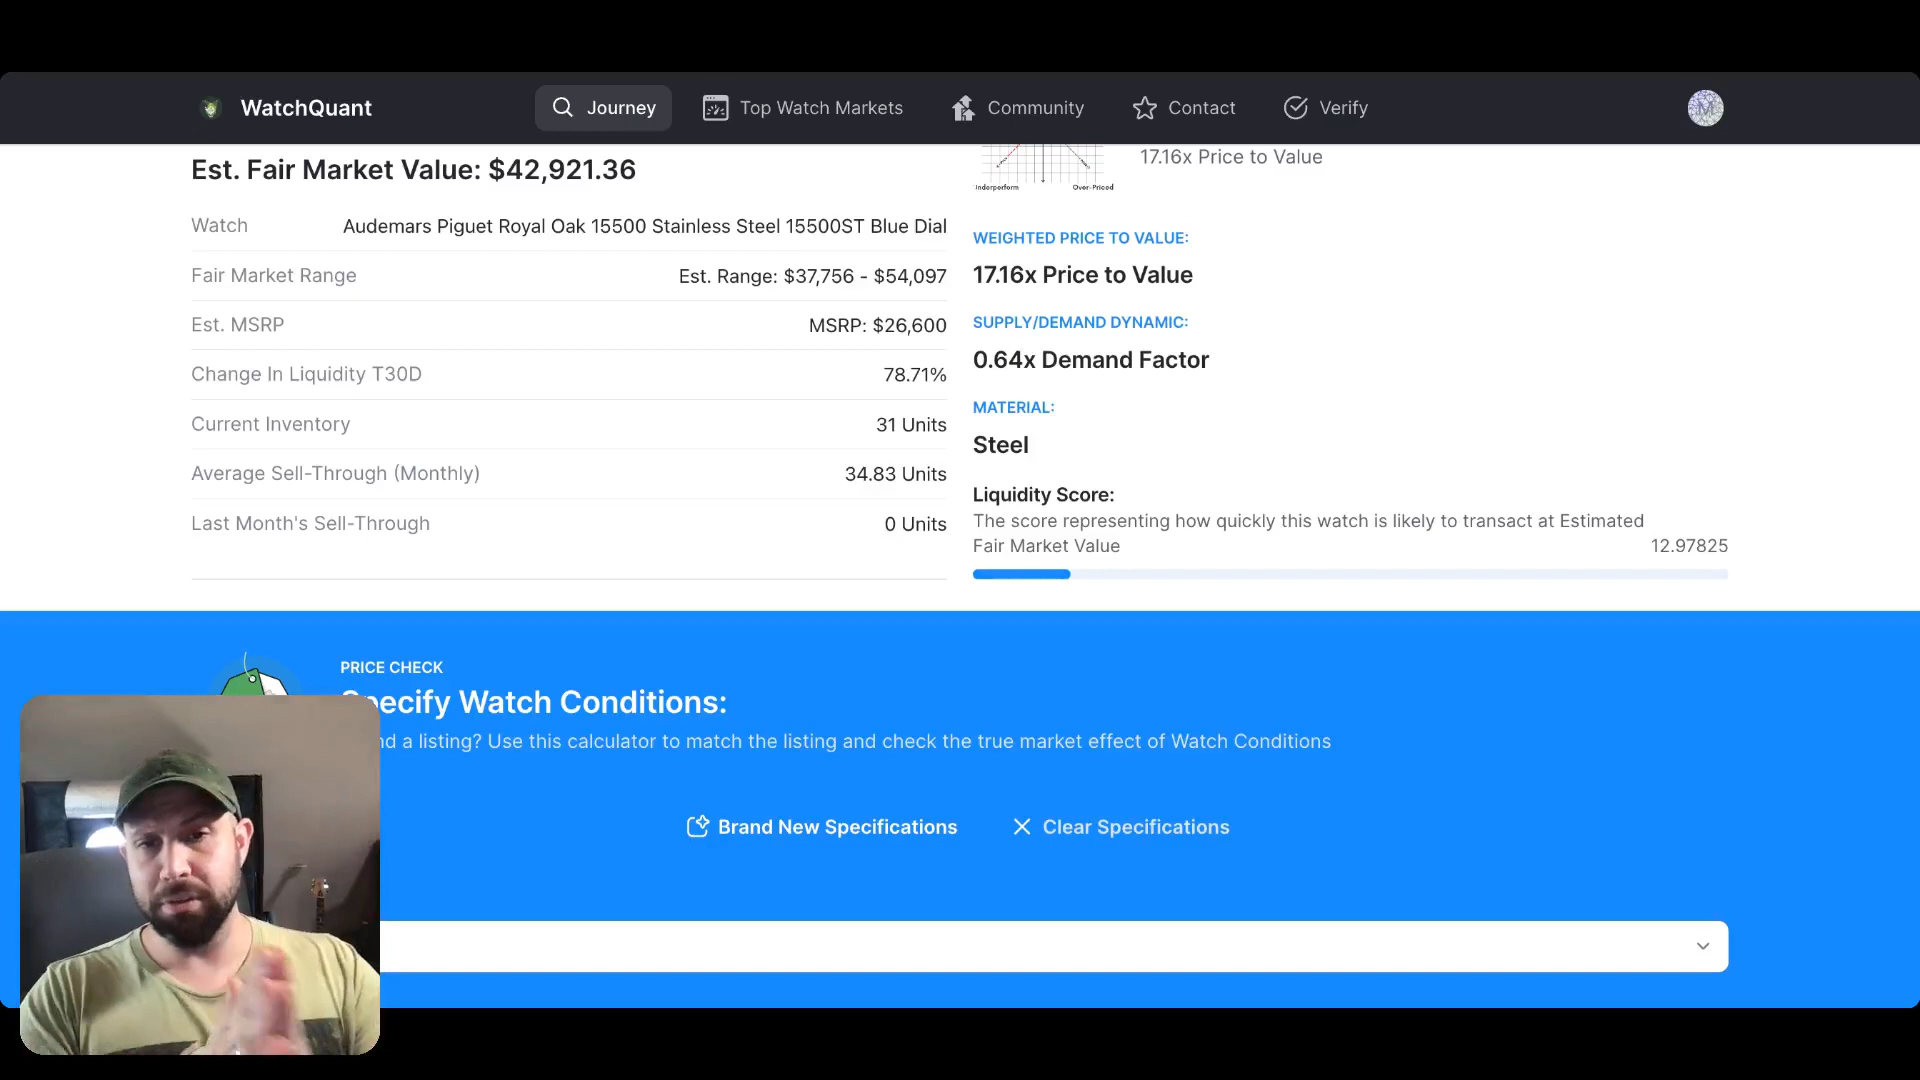 WatchQuant
Journey
Top Watch Markets
Community
Contact
Verify
Est. Fair Market Value: $42,921.36
Watch
Audemars Piguet Royal Oak 15500 Stainless Steel 15500ST Blue Dial
Fair Market Range
Est. Range: $37,756 - $54,097
Est. MSRP
MSRP: $26,600
Change In Liquidity T30D
78.71%
Current Inventory
31 Units
Average Sell-Through (Monthly)
34.83 Units
Last Month's Sell-Through
0 Units
Over-Priced
17.16x Price to Value
WEIGHTED PRICE TO VALUE:
17.16x Price to Value
SUPPLY/DEMAND DYNAMIC:
0.64x Demand Factor
MATERIAL:
Steel
Liquidity Score:
The score representing how quickly this watch is likely to transact at Estimated
Fair Market Value
12.97825
PRICE CHECK
Specify Watch Conditions:
a listing? Use this calculator to match the listing and check the true market effect of Watch Conditions
Brand New Specifications
Clear Specifications